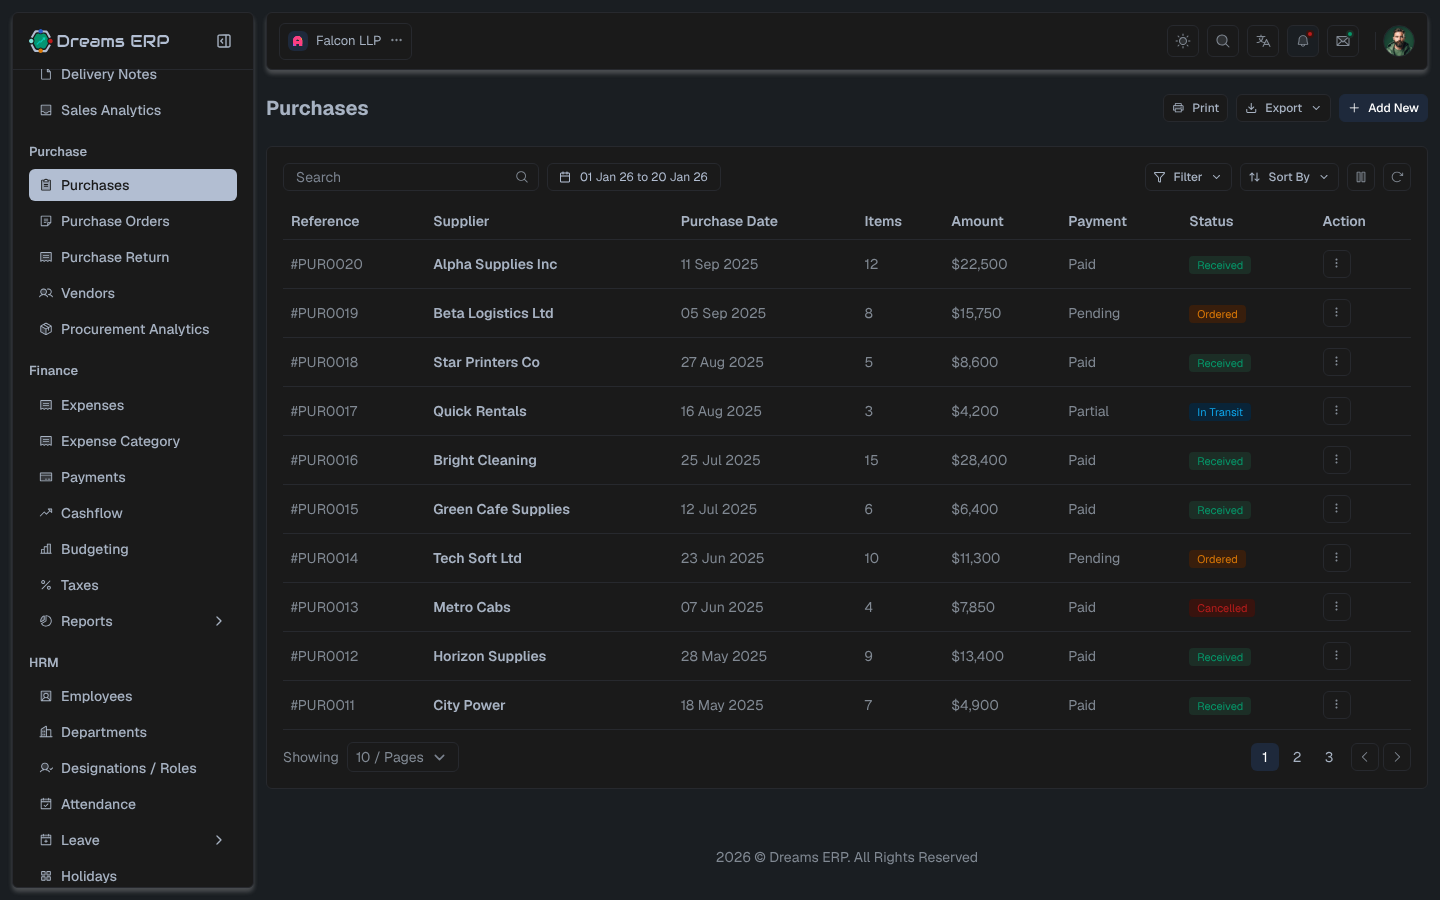 Dreams ERP
Delivery Notes
Sales Analytics
Purchase
Purchases
Purchase Orders
Purchase Return
Vendors
Procurement Analytics
Finance
Expenses
Expense Category
Payments
Cashflow
Budgeting
Taxes
Reports
HRM
Employees
Departments
Designations / Roles
Attendance
Leave
Holidays
Falcon LLP
Purchases
Print Export Add New
Search 01 Jan 26 to 20 Jan 26 Filter Sort By
Reference Supplier Purchase Date Items Amount Payment Status Action
#PUR0020 Alpha Supplies Inc 11 Sep 2025 12 $22,500 Paid Received
#PUR0019 Beta Logistics Ltd 05 Sep 2025 8 $15,750 Pending Ordered
#PUR0018 Star Printers Co 27 Aug 2025 5 $8,600 Paid Received
#PUR0017 Quick Rentals 16 Aug 2025 3 $4,200 Partial In Transit
#PUR0016 Bright Cleaning 25 Jul 2025 15 $28,400 Paid Received
#PUR0015 Green Cafe Supplies 12 Jul 2025 6 $6,400 Paid Received
#PUR0014 Tech Soft Ltd 23 Jun 2025 10 $11,300 Pending Ordered
#PUR0013 Metro Cabs 07 Jun 2025 4 $7,850 Paid Cancelled
#PUR0012 Horizon Supplies 28 May 2025 9 $13,400 Paid Received
#PUR0011 City Power 18 May 2025 7 $4,900 Paid Received
Showing 10 / Pages 1 2 3
2026 © Dreams ERP. All Rights Reserved